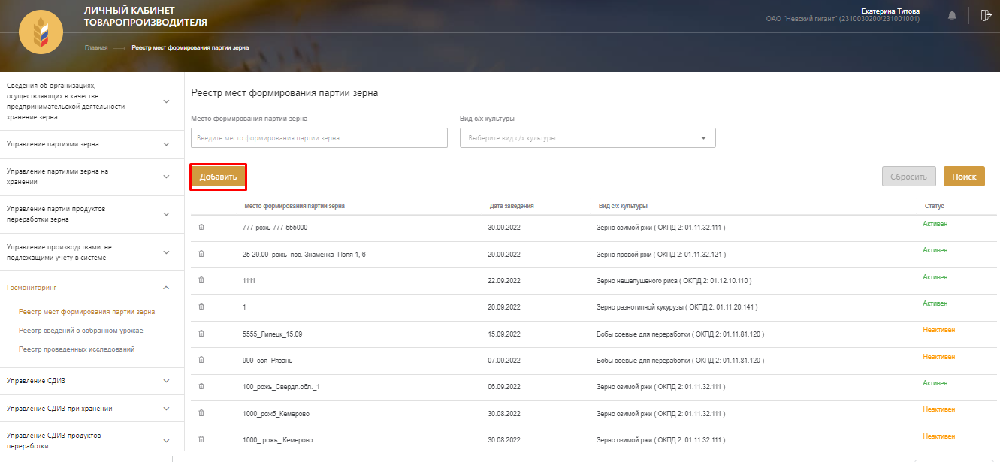 ЛИЧНЫЙ КАБИНЕТ
ТОВАРОПРОИЗВОДИТЕЛЯ
Екатерина Титова
ОАО "Невский гигант" (2310030200/231001001)
Главная
Реестр мест формирования партии зерна
Сведения об организациях,
осуществляющих в качестве
предпринимательской деятельности
хранение зерна
Управление партиями зерна
Управление партиями зерна на
хранении
Управление партии продуктов
переработки зерна
Управление производствами, не
подлежащими учету в системе
Госмониторинг
Реестр мест формирования партии зерна
Реестр сведений о собранном урожае
Реестр проведенных исследований
Управление СДИЗ
Управление СДИЗ при хранении
Управление СДИЗ продуктов
переработки
Реестр мест формирования партии зерна
Место формирования партии зерна
Вид с/х культуры
Введите место формирования партии зерна
Выберите вид с/х культуры
Добавить
Сбросить
Поиск
Место формирования партии зерна Дата заведения Вид с/х культуры Статус
777-рожь-777-555000 30.09.2022 Зерно озимой ржи ( ОКПД 2: 01.11.32.111 ) Активен
25-29.09_рожь_пос. Знаменка_Поля 1, 6 29.09.2022 Зерно яровой ржи ( ОКПД 2: 01.11.32.121 ) Активен
1111 22.09.2022 Зерно нешелушеного риса ( ОКПД 2: 01.12.10.110 ) Активен
1 20.09.2022 Зерно разнотипной кукурузы ( ОКПД 2: 01.11.20.141 ) Активен
5555_Липецк_15.09 15.09.2022 Бобы соевые для переработки ( ОКПД 2: 01.11.81.120 ) Неактивен
999_соя_Рязань 07.09.2022 Бобы соевые для переработки ( ОКПД 2: 01.11.81.120 ) Неактивен
100_рожь_Свердл.обл._1 06.09.2022 Зерно озимой ржи ( ОКПД 2: 01.11.32.111 ) Активен
1000_рожб_Кемерово 30.08.2022 Зерно озимой ржи ( ОКПД 2: 01.11.32.111 ) Неактивен
1000_ рожь_ Кемерово 30.08.2022 Зерно озимой ржи ( ОКПД 2: 01.11.32.111 ) Неактивен